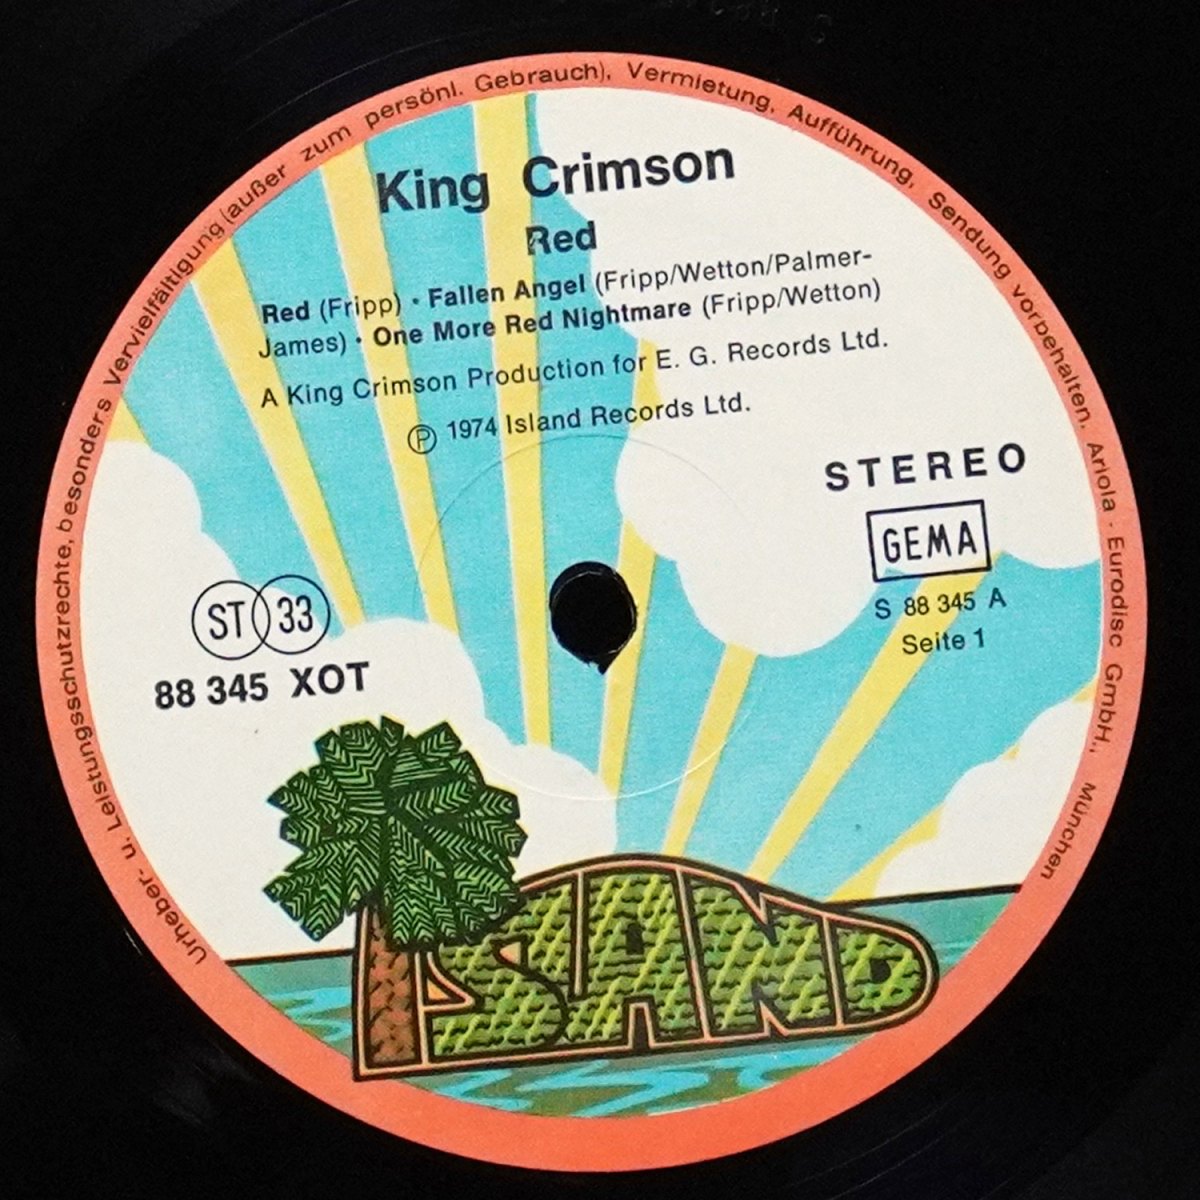 Urheber- u. Leistungsschutzrechte, besonders Vervielfältigung (außer zum persönl. Gebrauch), Vermietung, Aufführung, Sendung vorbehalten. Ariola · Eurodisc GmbH., München
King Crimson
Red
Red (Fripp) · Fallen Angel (Fripp/Wetton/Palmer-
James) · One More Red Nightmare (Fripp/Wetton)
A King Crimson Production for E. G. Records Ltd.
℗ 1974 Island Records Ltd.
STEREO
GEMA
S 88 345 A
Seite 1
ST 33
88 345 XOT
ISLAND